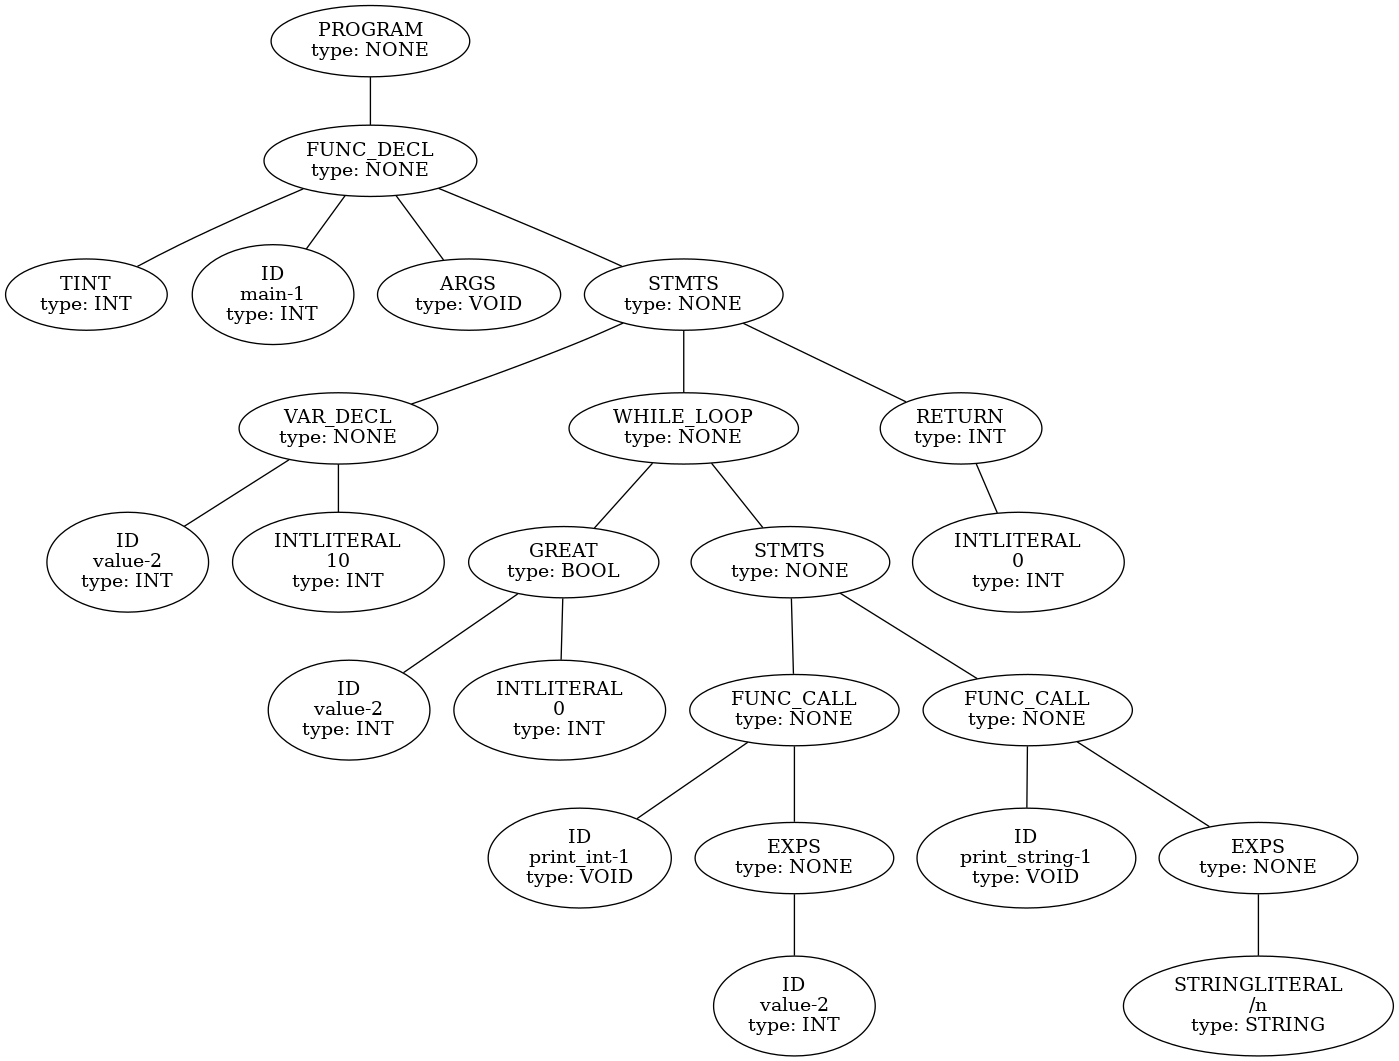 PROGRAM
type: NONE
FUNC_DECL
type: NONE
TINT
type: INT
ID
main-1
type: INT
ARGS
type: VOID
STMTS
type: NONE
VAR_DECL
type: NONE
WHILE_LOOP
type: NONE
RETURN
type: INT
ID
value-2
type: INT
INTLITERAL
10
type: INT
GREAT
type: BOOL
STMTS
type: NONE
INTLITERAL
0
type: INT
ID
value-2
type: INT
INTLITERAL
0
type: INT
FUNC_CALL
type: NONE
FUNC_CALL
type: NONE
ID
print_int-1
type: VOID
EXPS
type: NONE
ID
print_string-1
type: VOID
EXPS
type: NONE
ID
value-2
type: INT
STRINGLITERAL
/n
type: STRING